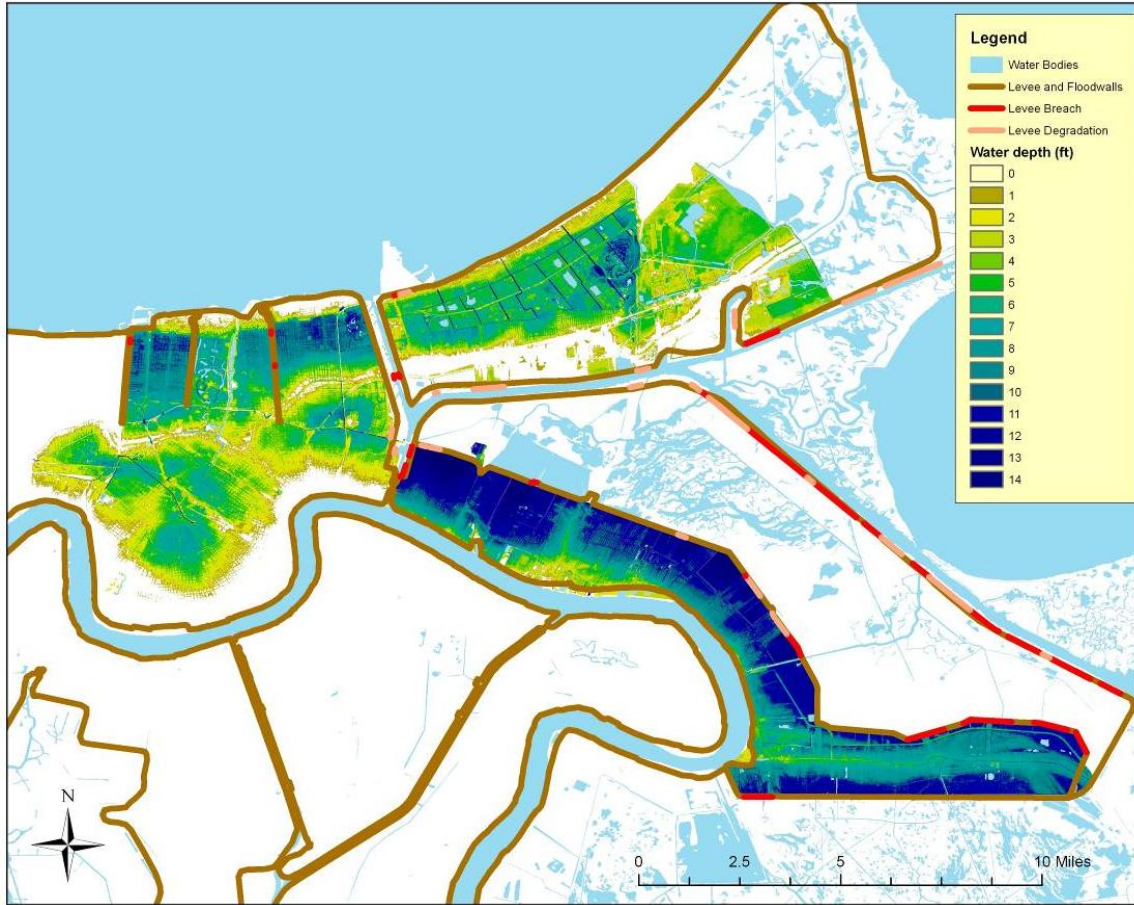 Legend
Water Bodies
Levee and Floodwalls
Levee Breach
Levee Degradation
Water depth (ft)
0
1
2
3
4
5
6
7
8
9
10
11
12
13
14
N
0 2.5 5 10 Miles